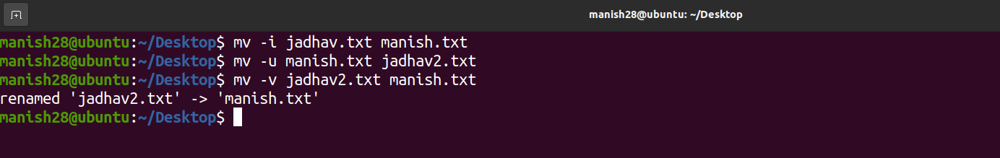 manish28@ubuntu: ~/Desktop
manish28@ubuntu:~/Desktop$ mv -i jadhav.txt manish.txt
manish28@ubuntu:~/Desktop$ mv -u manish.txt jadhav2.txt
manish28@ubuntu:~/Desktop$ mv -v jadhav2.txt manish.txt
renamed 'jadhav2.txt' -> 'manish.txt'
manish28@ubuntu:~/Desktop$